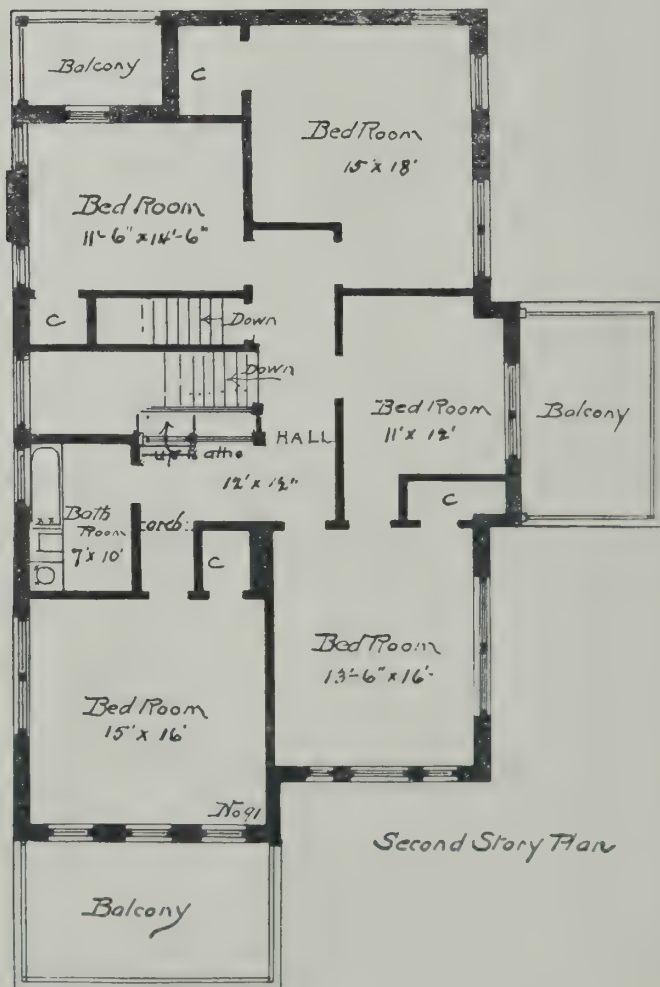 Balcony
C
Bed Room
15' x 18'
Bed Room
11'-6" x 14'-6"
C
Down
Down
Bed Room
11' x 12'
Balcony
HALL
up
12' x 12"
Bath
Room
7' x 10'
arch
C
C
Bed Room
13'-6" x 16'-
Bed Room
15' x 16'
No 91
Second Story Plan
Balcony